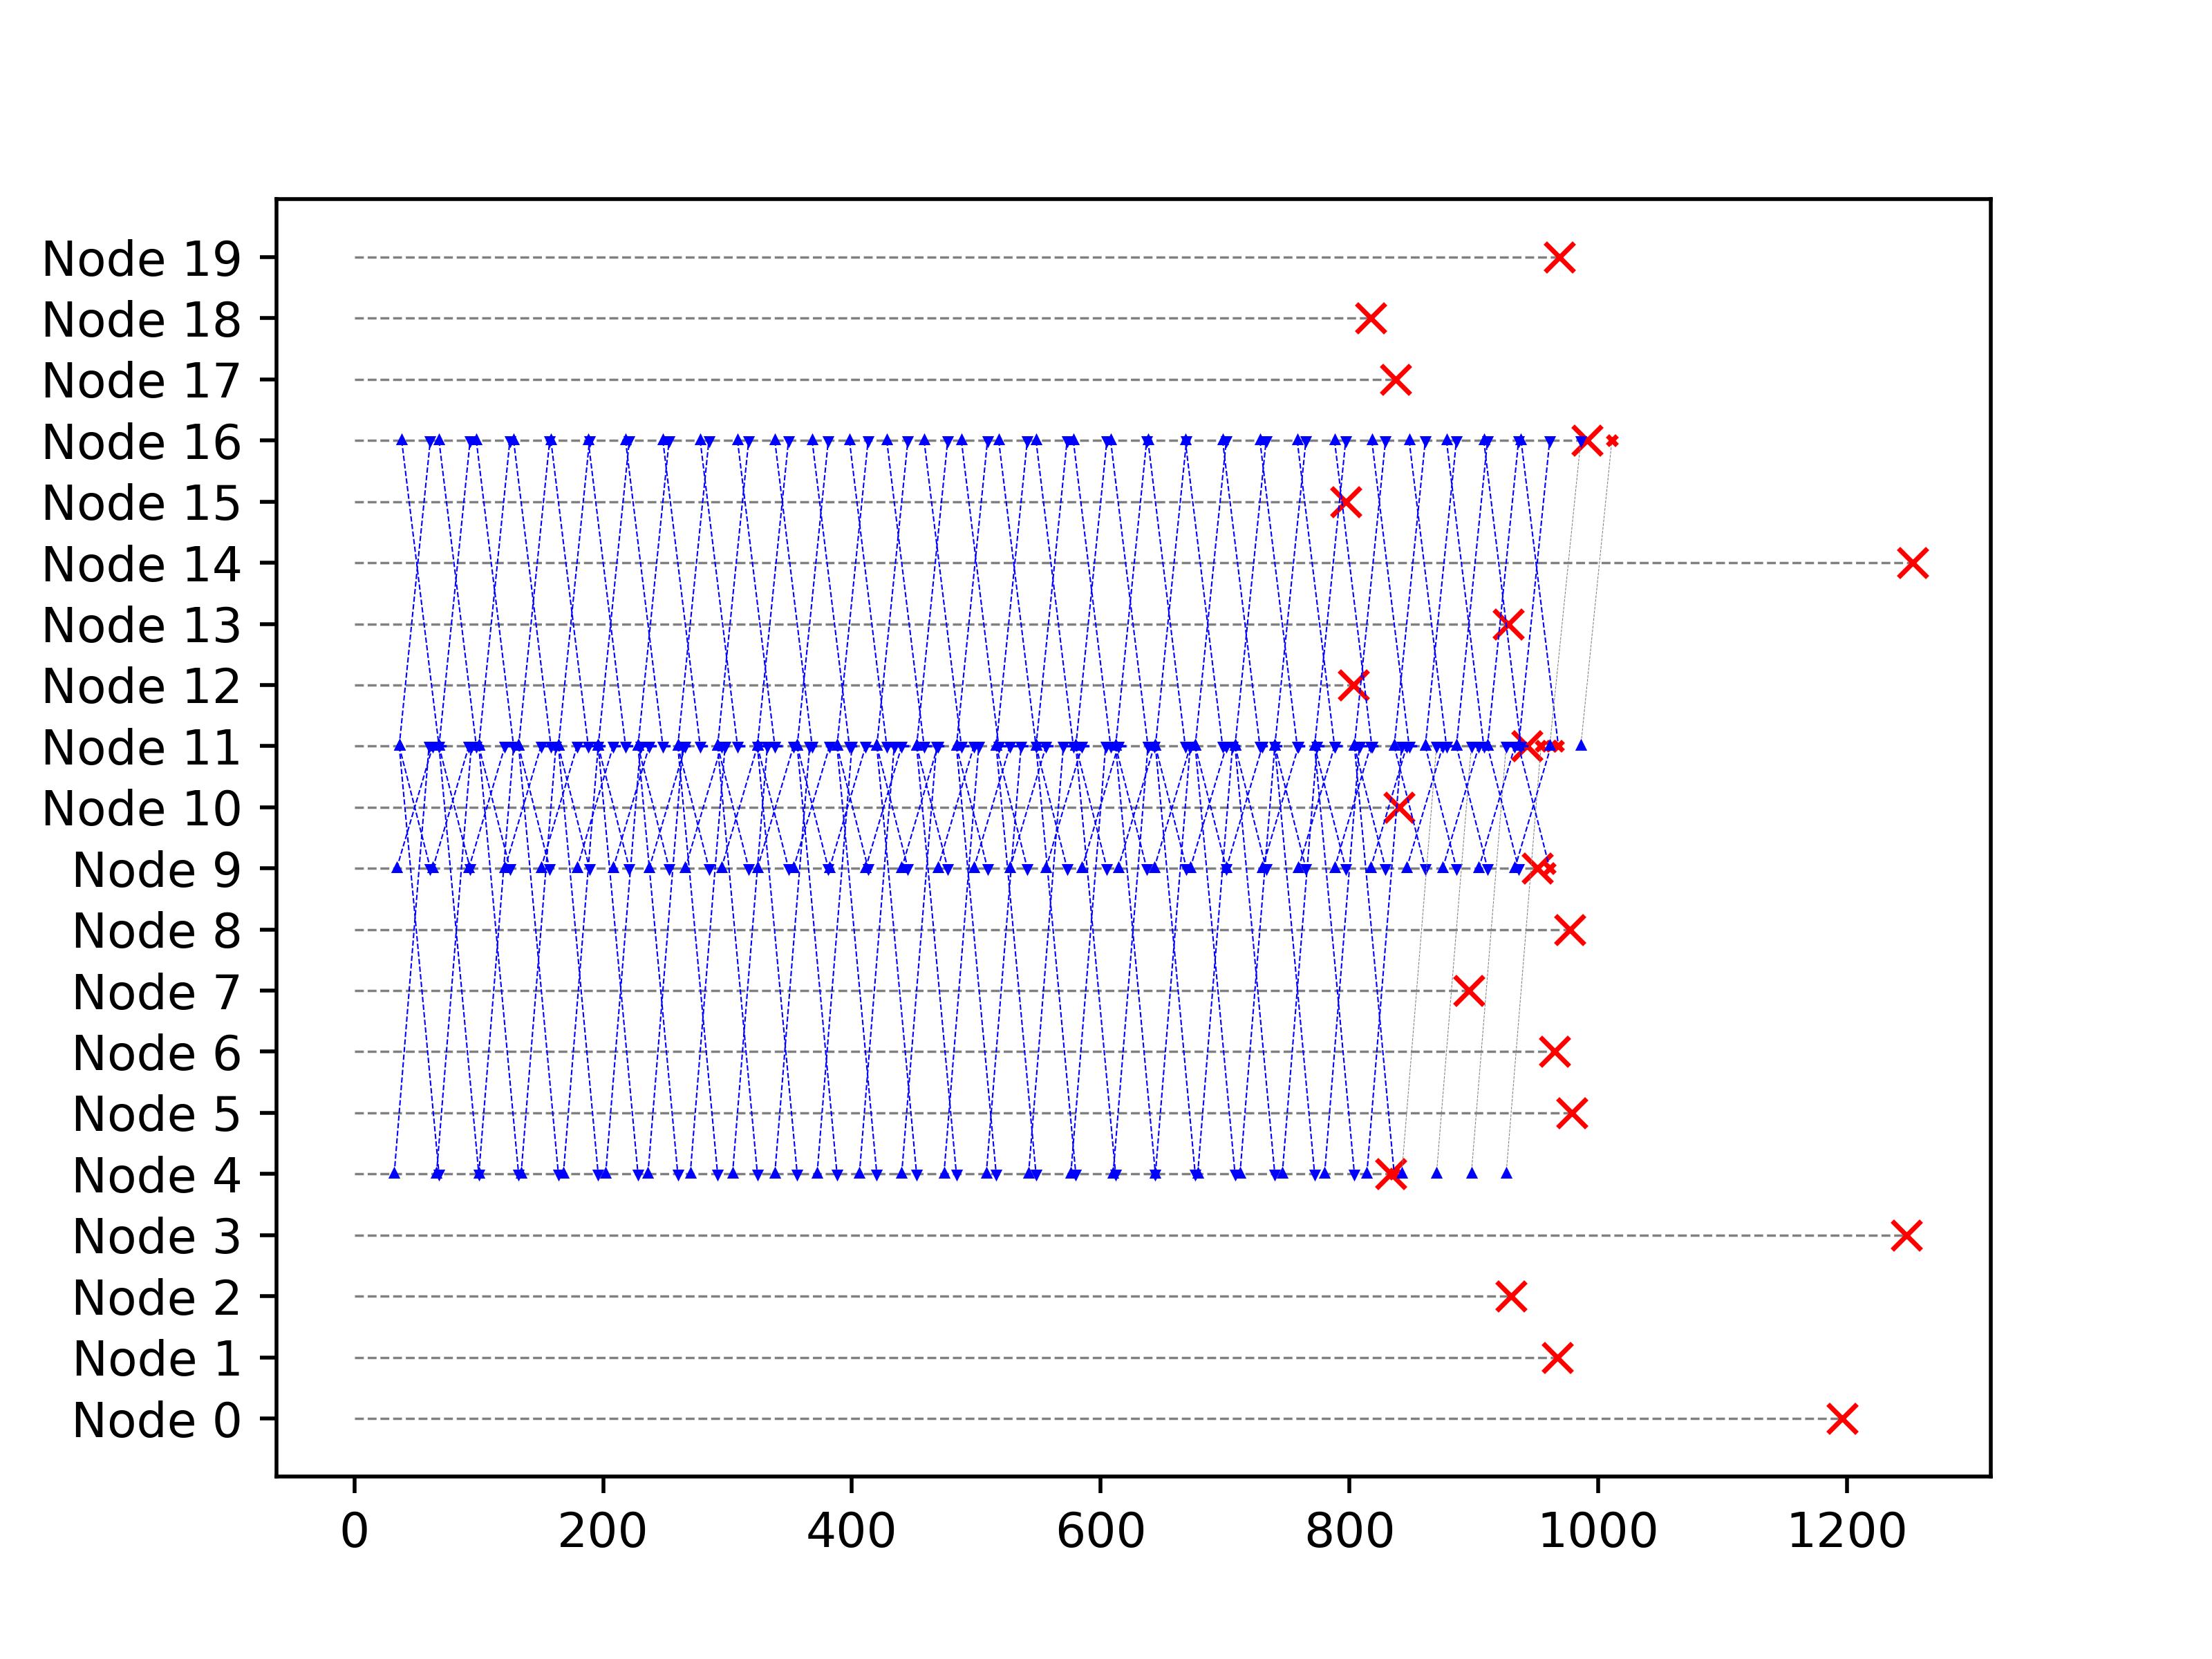 Node 19
Node 18
Node 17
Node 16
Node 15
Node 14
Node 13
Node 12
Node 11
Node 10
Node 9
Node 8
Node 7
Node 6
Node 5
Node 4
Node 3
Node 2
Node 1
Node 0
0 200 400 600 800 1000 1200